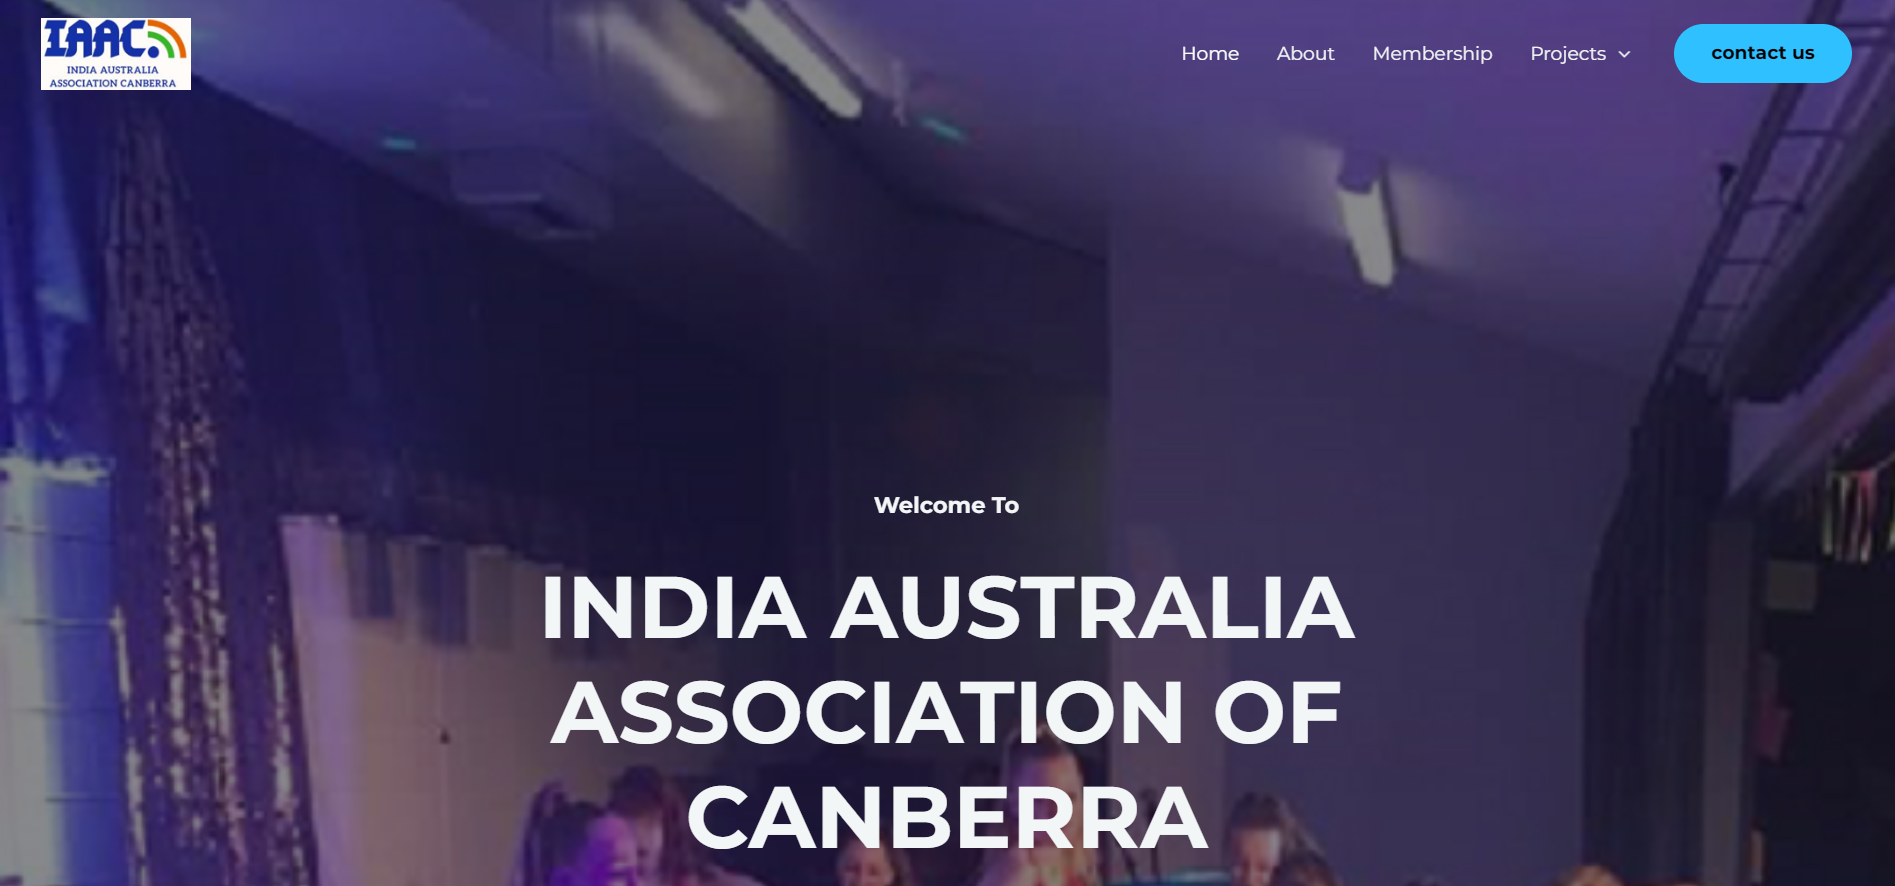 IAAC.
INDIA AUSTRALIA
ASSOCIATION CANBERRA
Home About Membership Projects contact us
Welcome To
INDIA AUSTRALIA
ASSOCIATION OF
CANBERRA